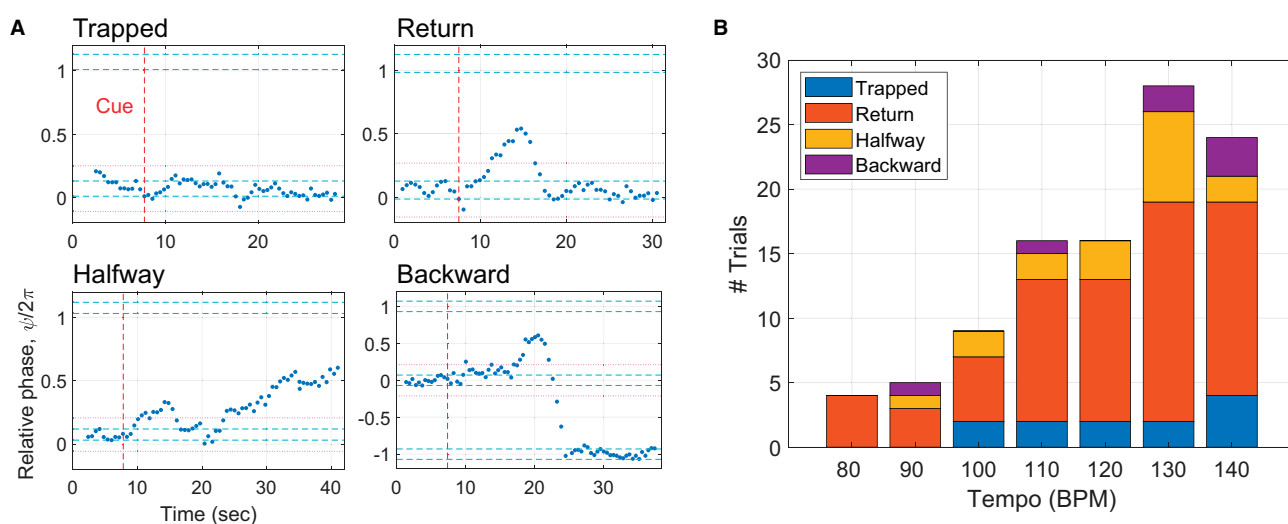 A
Trapped
1
0.5
0
0
10
20
Cue
Return
1
0.5
0
0
10
20
30
Halfway
1
0.5
0
0
10
20
30
40
Backward
1
0.5
0
-0.5
-1
0
10
20
30
Relative phase, ψ/2π
Time (sec)
B
30
25
20
15
10
5
0
# Trials
Trapped
Return
Halfway
Backward
80 90 100 110 120 130 140
Tempo (BPM)